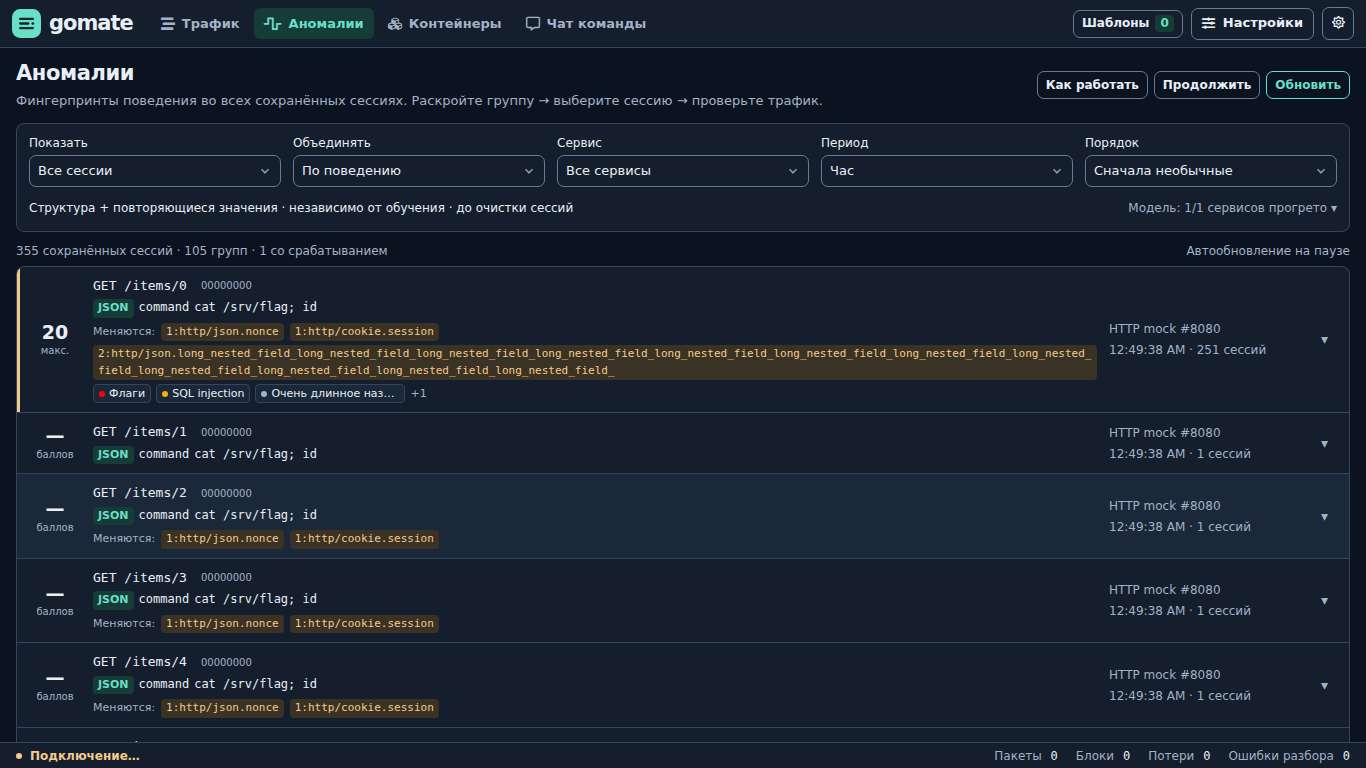 gomate Трафик Аномалии Контейнеры Чат команды Шаблоны 0 Настройки
Аномалии
Фингерпринты поведения во всех сохранённых сессиях. Раскройте группу → выберите сессию → проверьте трафик.
Как работать Продолжить Обновить
Показать Объединять Сервис Период Порядок
Все сессии По поведению Все сервисы Час Сначала необычные
Структура + повторяющиеся значения · независимо от обучения · до очистки сессий Модель: 1/1 сервисов прогрето ▾
355 сохранённых сессий · 105 групп · 1 со срабатыванием Автообновление на паузе
20
макс.
GET /items/0 00000000
JSON command cat /srv/flag; id
Меняются: 1:http/json.nonce 1:http/cookie.session
2:http/json.long_nested_field_long_nested_field_long_nested_field_long_nested_field_long_nested_field_long_nested_field_long_nested_field_long_nested_
field_long_nested_field_long_nested_field_long_nested_field_long_nested_field_
Флаги SQL injection Очень длинное наз… +1
HTTP mock #8080
12:49:38 AM · 251 сессий
▼
—
баллов
GET /items/1 00000000
JSON command cat /srv/flag; id
HTTP mock #8080
12:49:38 AM · 1 сессий
▼
—
баллов
GET /items/2 00000000
JSON command cat /srv/flag; id
Меняются: 1:http/json.nonce 1:http/cookie.session
HTTP mock #8080
12:49:38 AM · 1 сессий
▼
—
баллов
GET /items/3 00000000
JSON command cat /srv/flag; id
Меняются: 1:http/json.nonce 1:http/cookie.session
HTTP mock #8080
12:49:38 AM · 1 сессий
▼
—
баллов
GET /items/4 00000000
JSON command cat /srv/flag; id
Меняются: 1:http/json.nonce 1:http/cookie.session
HTTP mock #8080
12:49:38 AM · 1 сессий
▼
Подключение… Пакеты 0 Блоки 0 Потери 0 Ошибки разбора 0